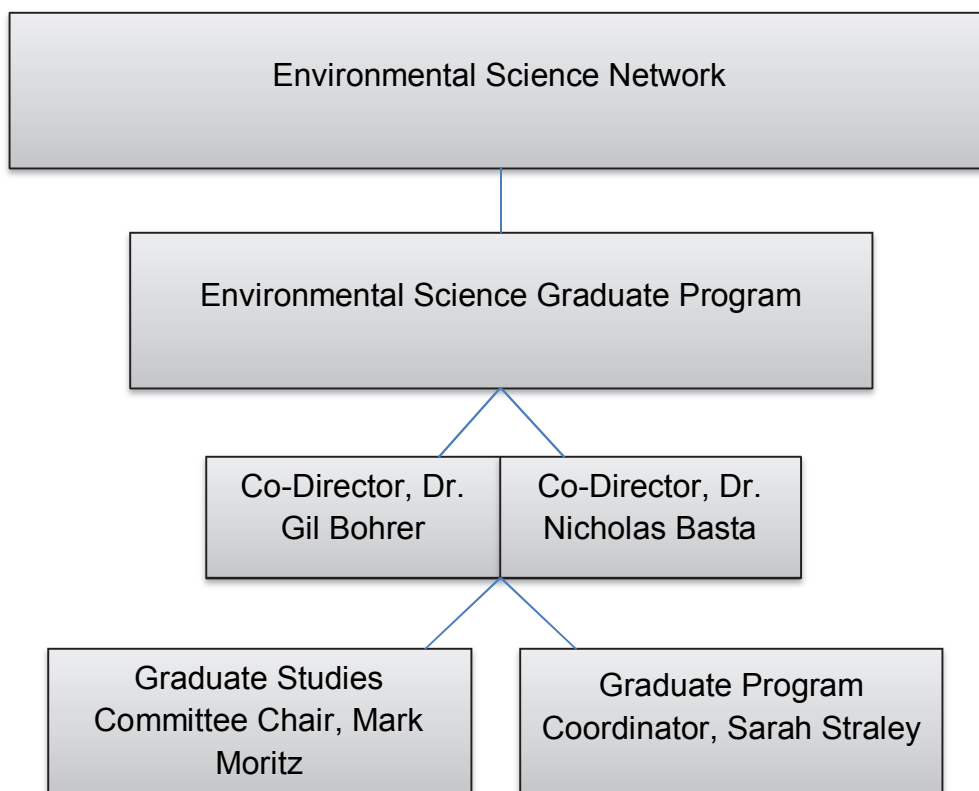 Environmental Science Network
Environmental Science Graduate Program
Co-Director, Dr.
Gil Bohrer
Co-Director, Dr.
Nicholas Basta
Graduate Studies
Committee Chair, Mark
Moritz
Graduate Program
Coordinator, Sarah Straley